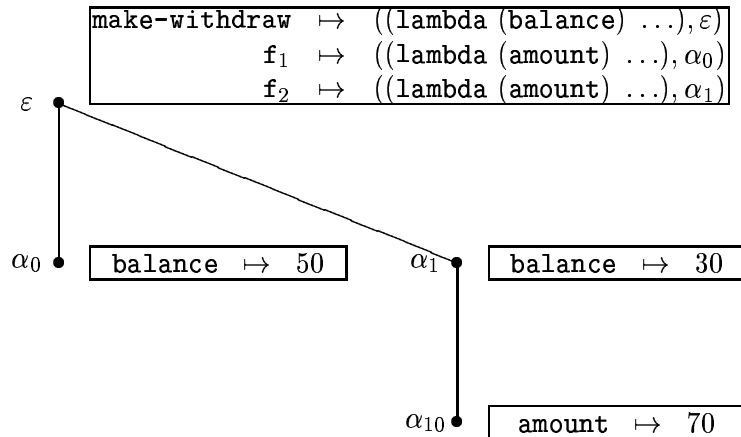 make-withdraw ↦ ((lambda (balance) ...), ε)
f₁ ↦ ((lambda (amount) ...), α₀)
f₂ ↦ ((lambda (amount) ...), α₁)
ε
α₀ balance ↦ 50 α₁ balance ↦ 30
α₁₀ amount ↦ 70